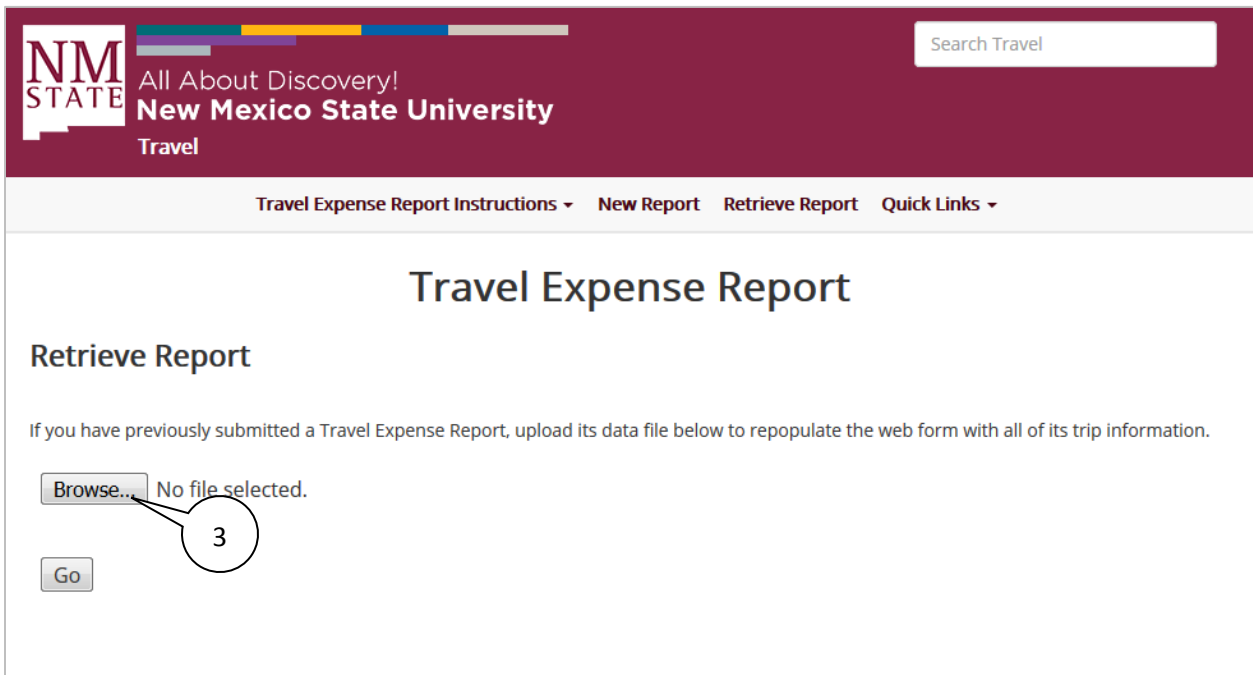 NM
STATE
All About Discovery!
New Mexico State University
Travel
Search Travel
Travel Expense Report Instructions New Report Retrieve Report Quick Links
Travel Expense Report
Retrieve Report
If you have previously submitted a Travel Expense Report, upload its data file below to repopulate the web form with all of its trip information.
Browse... No file selected.
3
Go